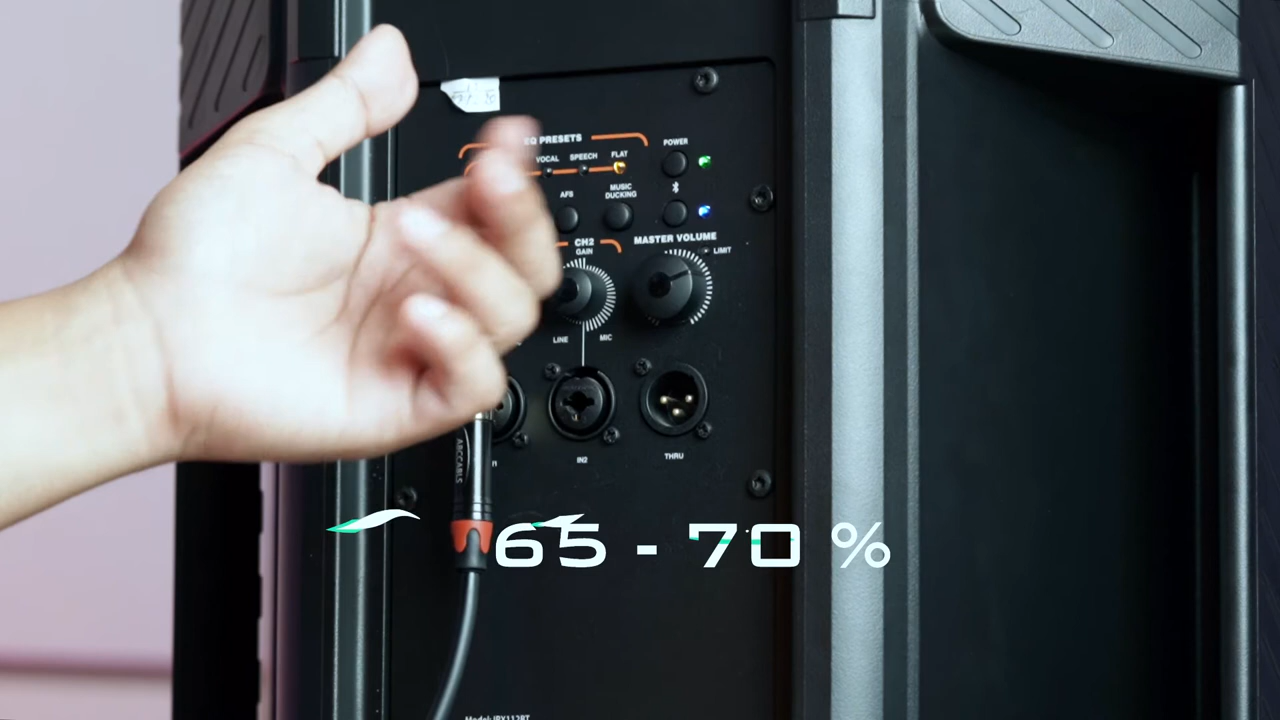 EQ PRESETS
POWER
VOCAL SPEECH FLAT
AFS
MUSIC
DUCKING
CH2
GAIN
MASTER VOLUME
LIMIT
LINE
MIC
IN2
THRU
65 - 70 %